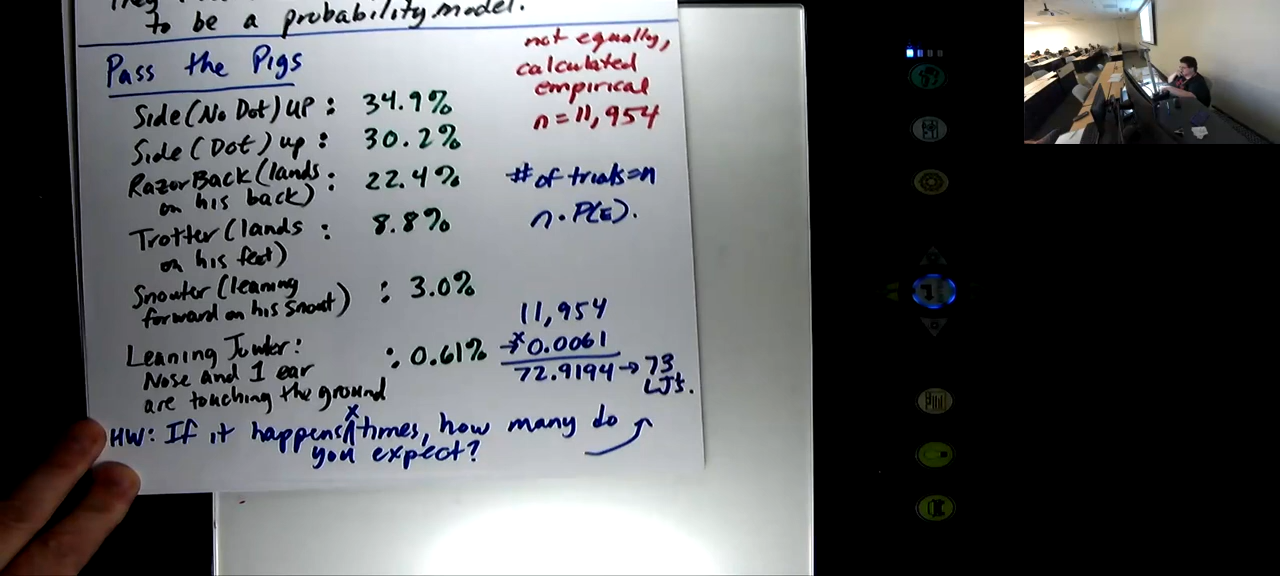 to be a probability model.
Pass the Pigs
not equally,
calculated
empirical
n=11,954
Side (No Dot) up : 34.9%
Side (Dot) up : 30.2%
RazorBack (lands : 22.4%
on his back)
# of trials=n
n · P(E).
Trotter (lands : 8.8%
on his feet)
Snouter (leaning : 3.0%
forward on his snout)
Leaning Jowler: : 0.61%
Nose and 1 ear
are touching the ground
11,954
x 0.0061
72.9194 → 73
LJs.
HW: If it happens x times, how many do
you expect?